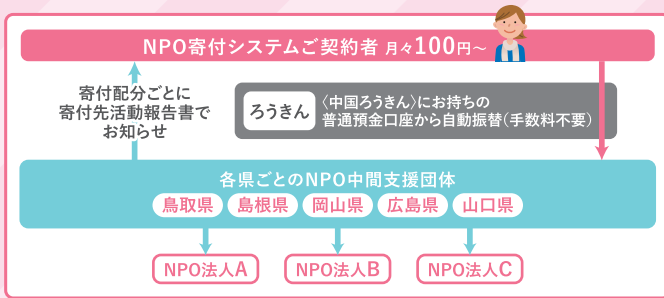 NPO寄付システムご契約者 月々100円〜
寄付配分ごとに
寄付先活動報告書で
お知らせ
ろうきん
〈中国ろうきん〉にお持ちの
普通預金口座から自動振替（手数料不要）
各県ごとのNPO中間支援団体
鳥取県 島根県 岡山県 広島県 山口県
NPO法人A NPO法人B NPO法人C